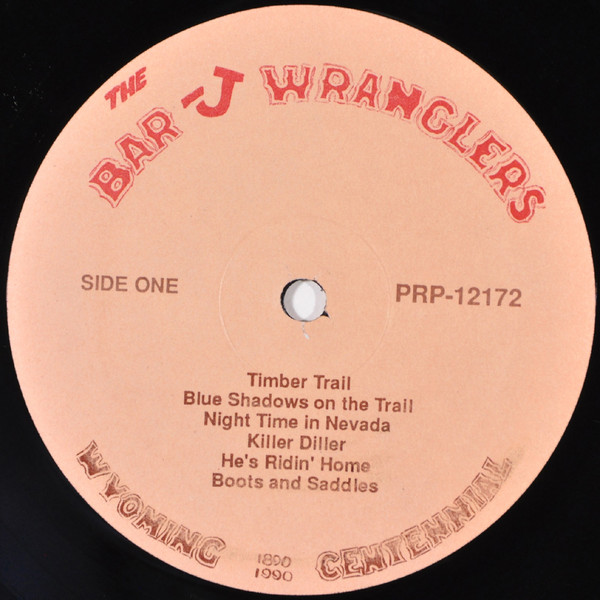 THE
BAR-J WRANGLERS
SIDE ONE
PRP-12172
Timber Trail
Blue Shadows on the Trail
Night Time in Nevada
Killer Diller
He's Ridin' Home
Boots and Saddles
WYOMING CENTENNIAL
1890
1990